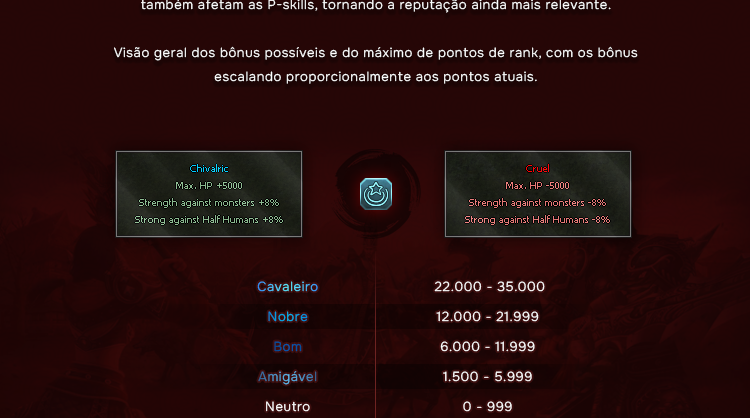 também afetam as P-skills, tornando a reputação ainda mais relevante.
Visão geral dos bônus possíveis e do máximo de pontos de rank, com os bônus
escalando proporcionalmente aos pontos atuais.
Chivalric
Max. HP +5000
Strength against monsters +8%
Strong against Half Humans +8%
Cruel
Max. HP -5000
Strength against monsters -8%
Strong against Half Humans -8%
Cavaleiro 22.000 - 35.000
Nobre 12.000 - 21.999
Bom 6.000 - 11.999
Amigável 1.500 - 5.999
Neutro 0 - 999